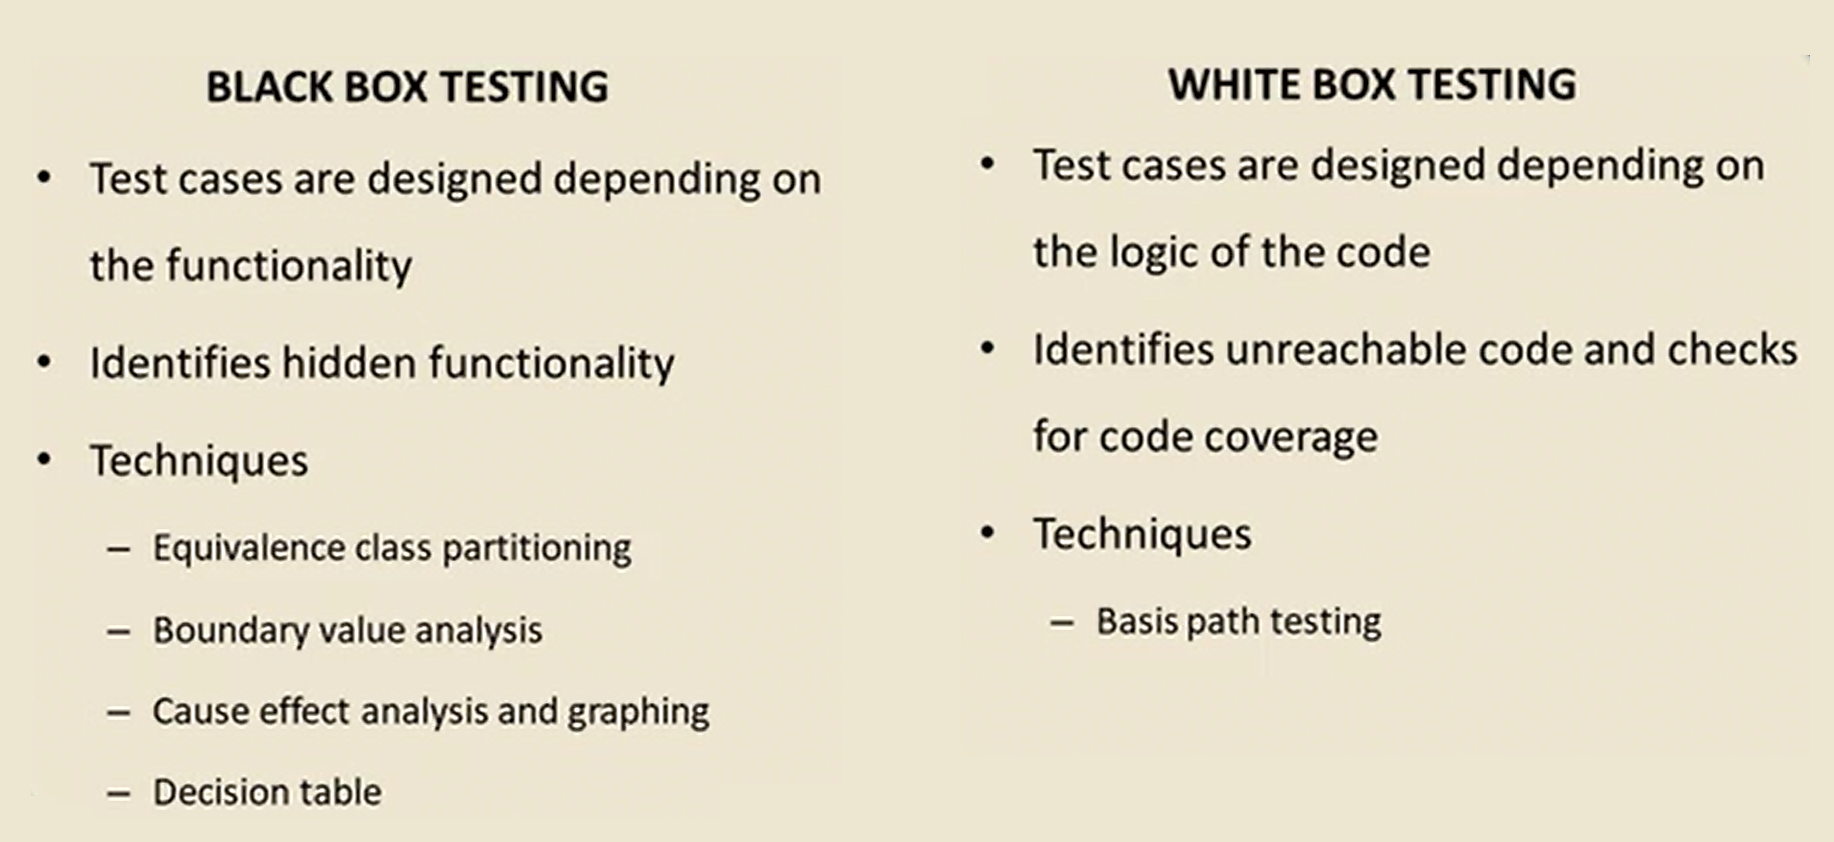 BLACK BOX TESTING
• Test cases are designed depending on
the functionality
• Identifies hidden functionality
• Techniques
– Equivalence class partitioning
– Boundary value analysis
– Cause effect analysis and graphing
– Decision table
WHITE BOX TESTING
• Test cases are designed depending on
the logic of the code
• Identifies unreachable code and checks
for code coverage
• Techniques
– Basis path testing